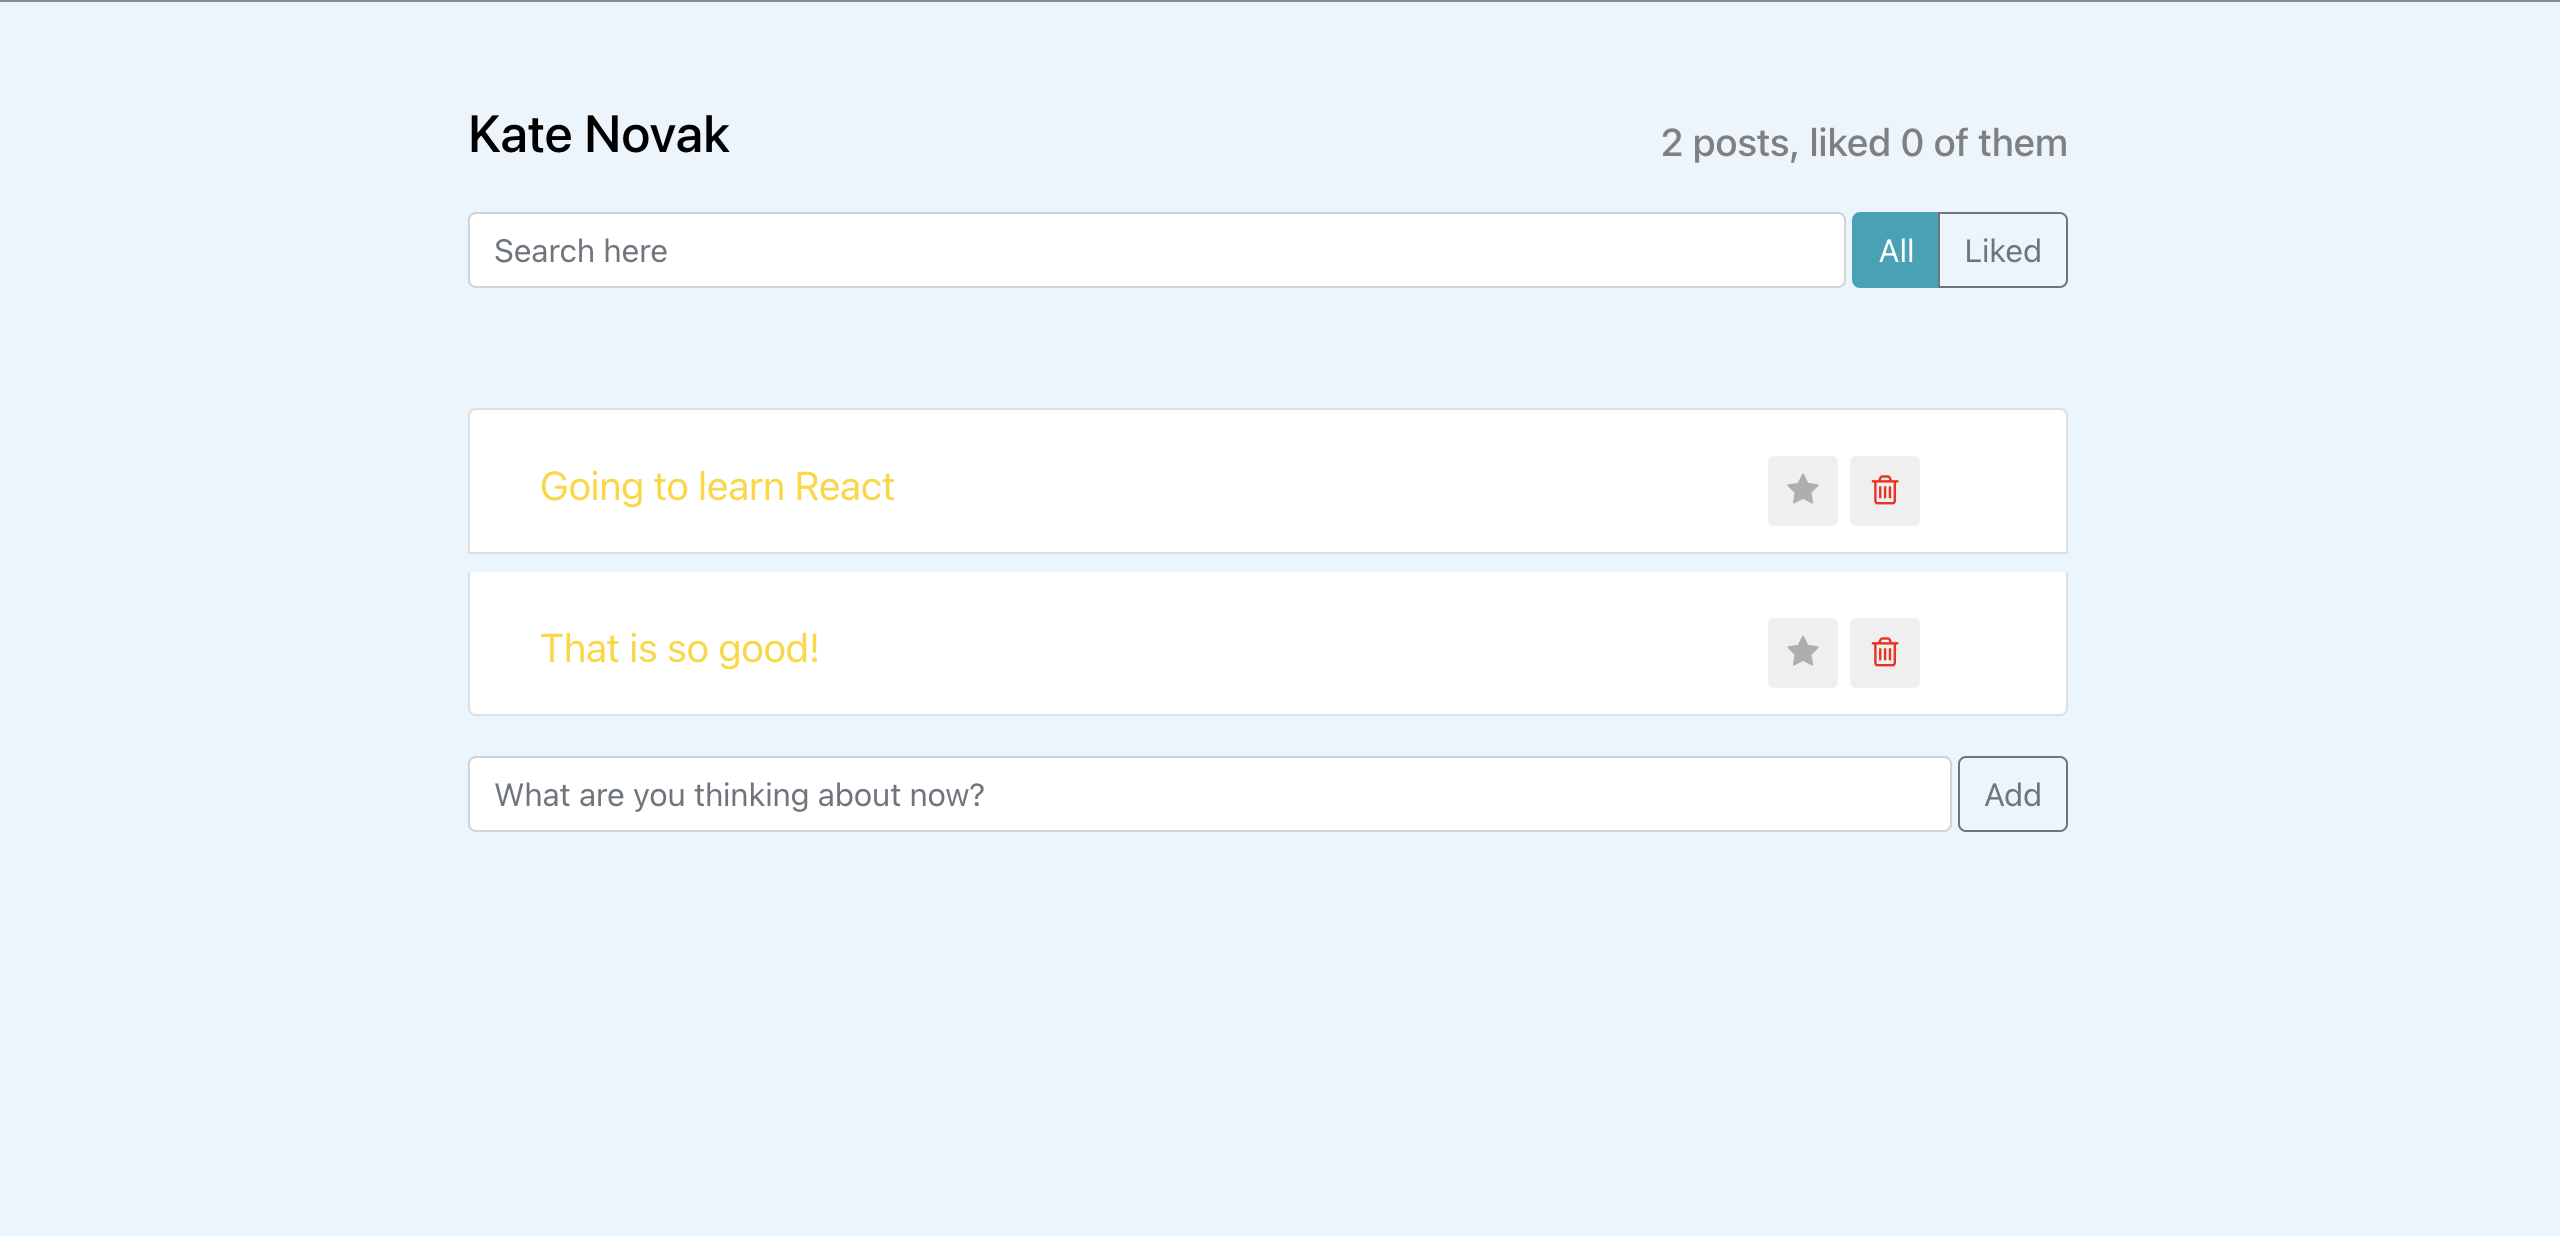 Kate Novak
2 posts, liked 0 of them
Search here
All
Liked
Going to learn React
That is so good!
What are you thinking about now?
Add